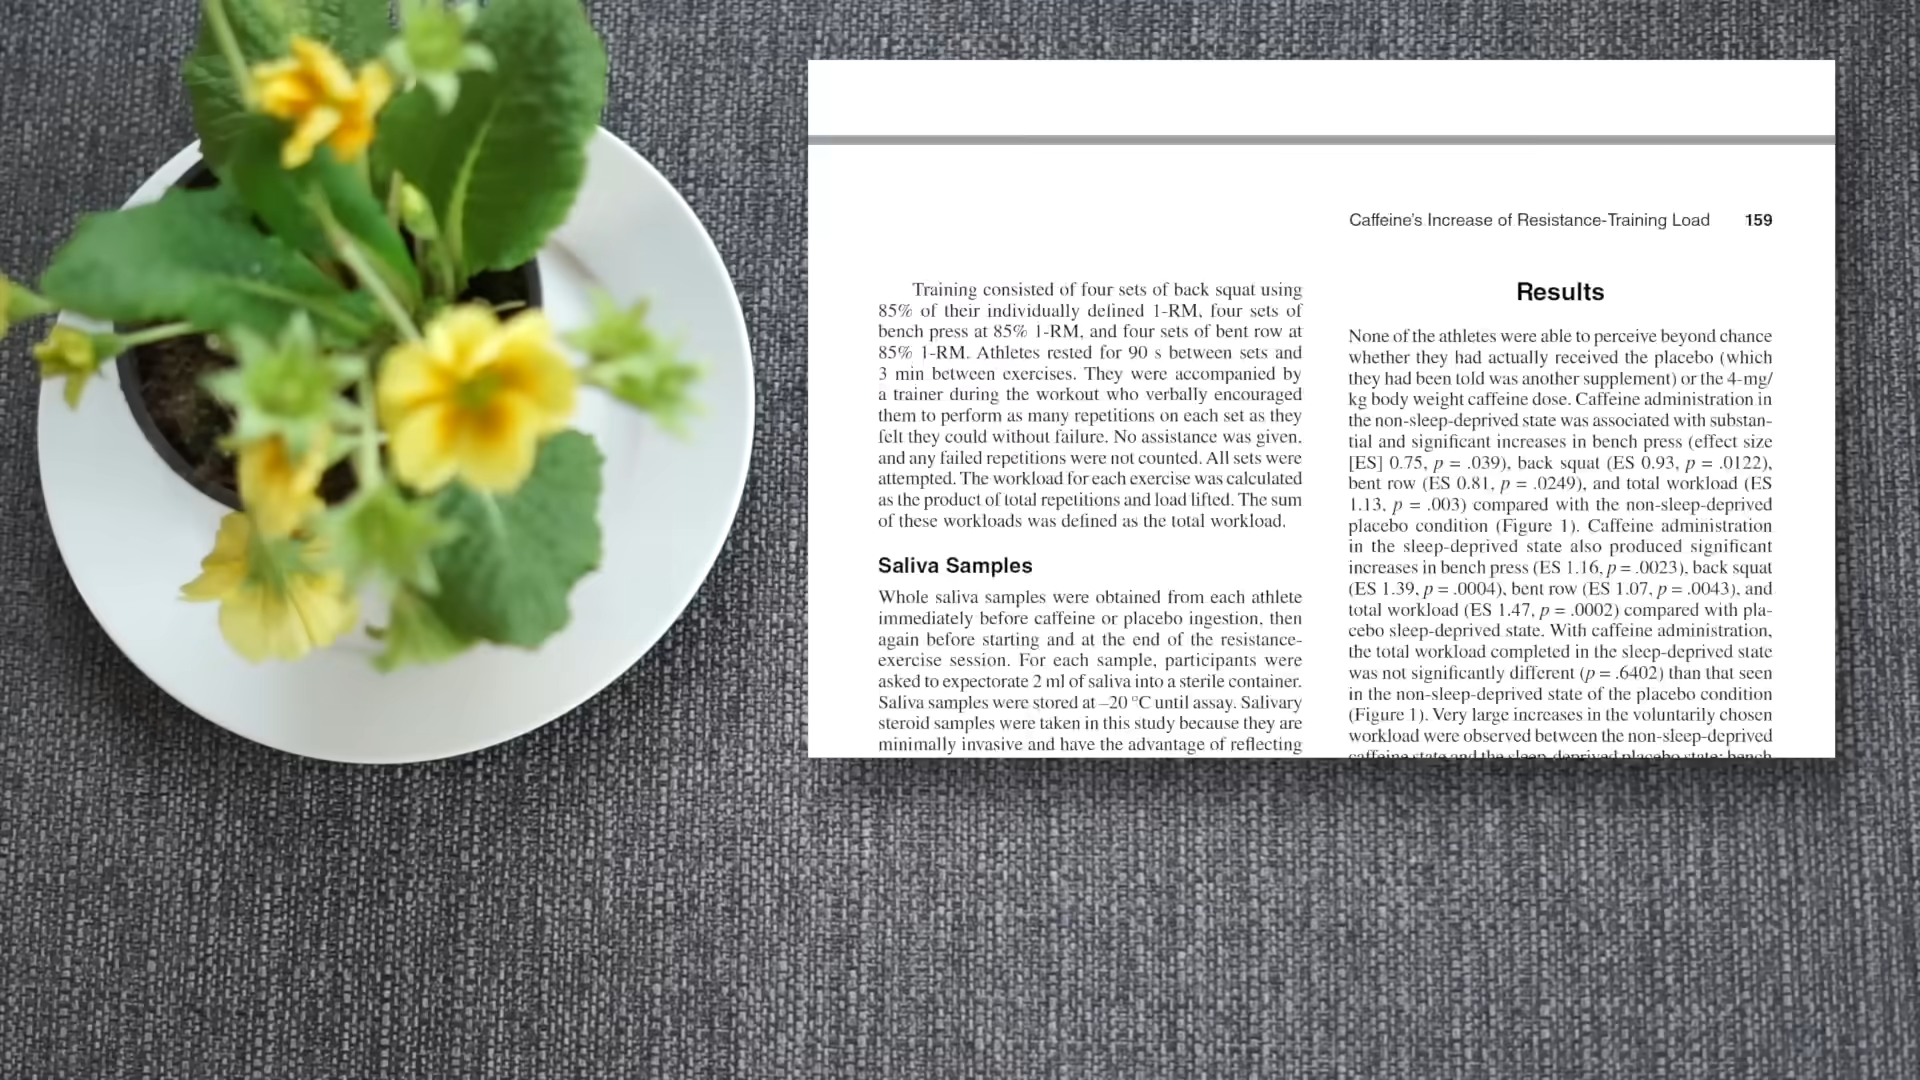 Caffeine's Increase of Resistance-Training Load 159
Training consisted of four sets of back squat using
85% of their individually defined 1-RM, four sets of
bench press at 85% 1-RM, and four sets of bent row at
85% 1-RM. Athletes rested for 90 s between sets and
3 min between exercises. They were accompanied by
a trainer during the workout who verbally encouraged
them to perform as many repetitions on each set as they
felt they could without failure. No assistance was given,
and any failed repetitions were not counted. All sets were
attempted. The workload for each exercise was calculated
as the product of total repetitions and load lifted. The sum
of these workloads was defined as the total workload.
Saliva Samples
Whole saliva samples were obtained from each athlete
immediately before caffeine or placebo ingestion, then
again before starting and at the end of the resistance-
exercise session. For each sample, participants were
asked to expectorate 2 ml of saliva into a sterile container.
Saliva samples were stored at –20 °C until assay. Salivary
steroid samples were taken in this study because they are
minimally invasive and have the advantage of reflecting
Results
None of the athletes were able to perceive beyond chance
whether they had actually received the placebo (which
they had been told was another supplement) or the 4-mg/
kg body weight caffeine dose. Caffeine administration in
the non-sleep-deprived state was associated with substan-
tial and significant increases in bench press (effect size
[ES] 0.75, p = .039), back squat (ES 0.93, p = .0122),
bent row (ES 0.81, p = .0249), and total workload (ES
1.13, p = .003) compared with the non-sleep-deprived
placebo condition (Figure 1). Caffeine administration
in the sleep-deprived state also produced significant
increases in bench press (ES 1.16, p = .0023), back squat
(ES 1.39, p = .0004), bent row (ES 1.07, p = .0043), and
total workload (ES 1.47, p = .0002) compared with pla-
cebo sleep-deprived state. With caffeine administration,
the total workload completed in the sleep-deprived state
was not significantly different (p = .6402) than that seen
in the non-sleep-deprived state of the placebo condition
(Figure 1). Very large increases in the voluntarily chosen
workload were observed between the non-sleep-deprived
caffeine state and the sleep-deprived placebo state: bench